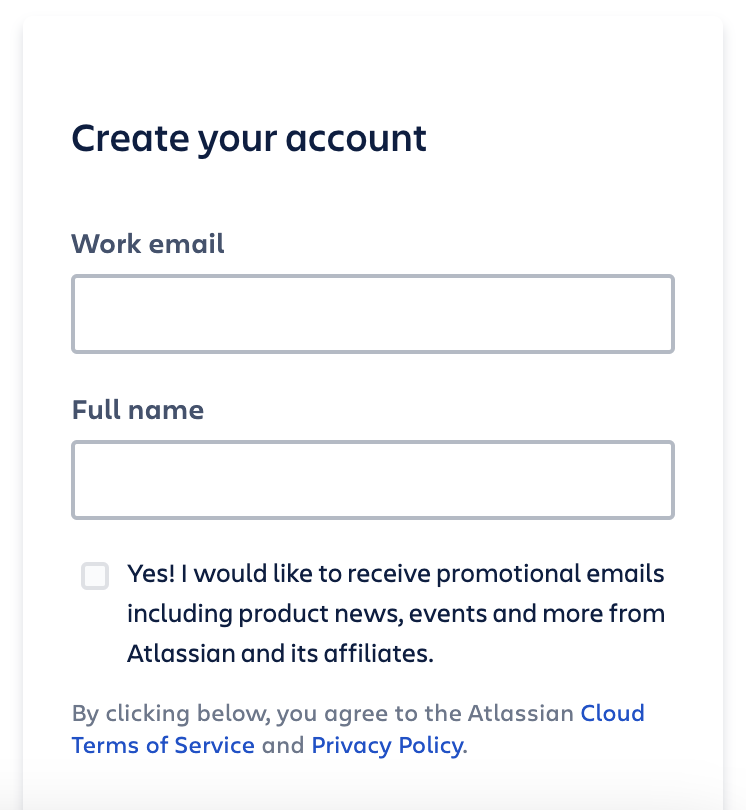 Create your account
Work email
Full name
Yes! I would like to receive promotional emails
including product news, events and more from
Atlassian and its affiliates.
By clicking below, you agree to the Atlassian Cloud
Terms of Service and Privacy Policy.